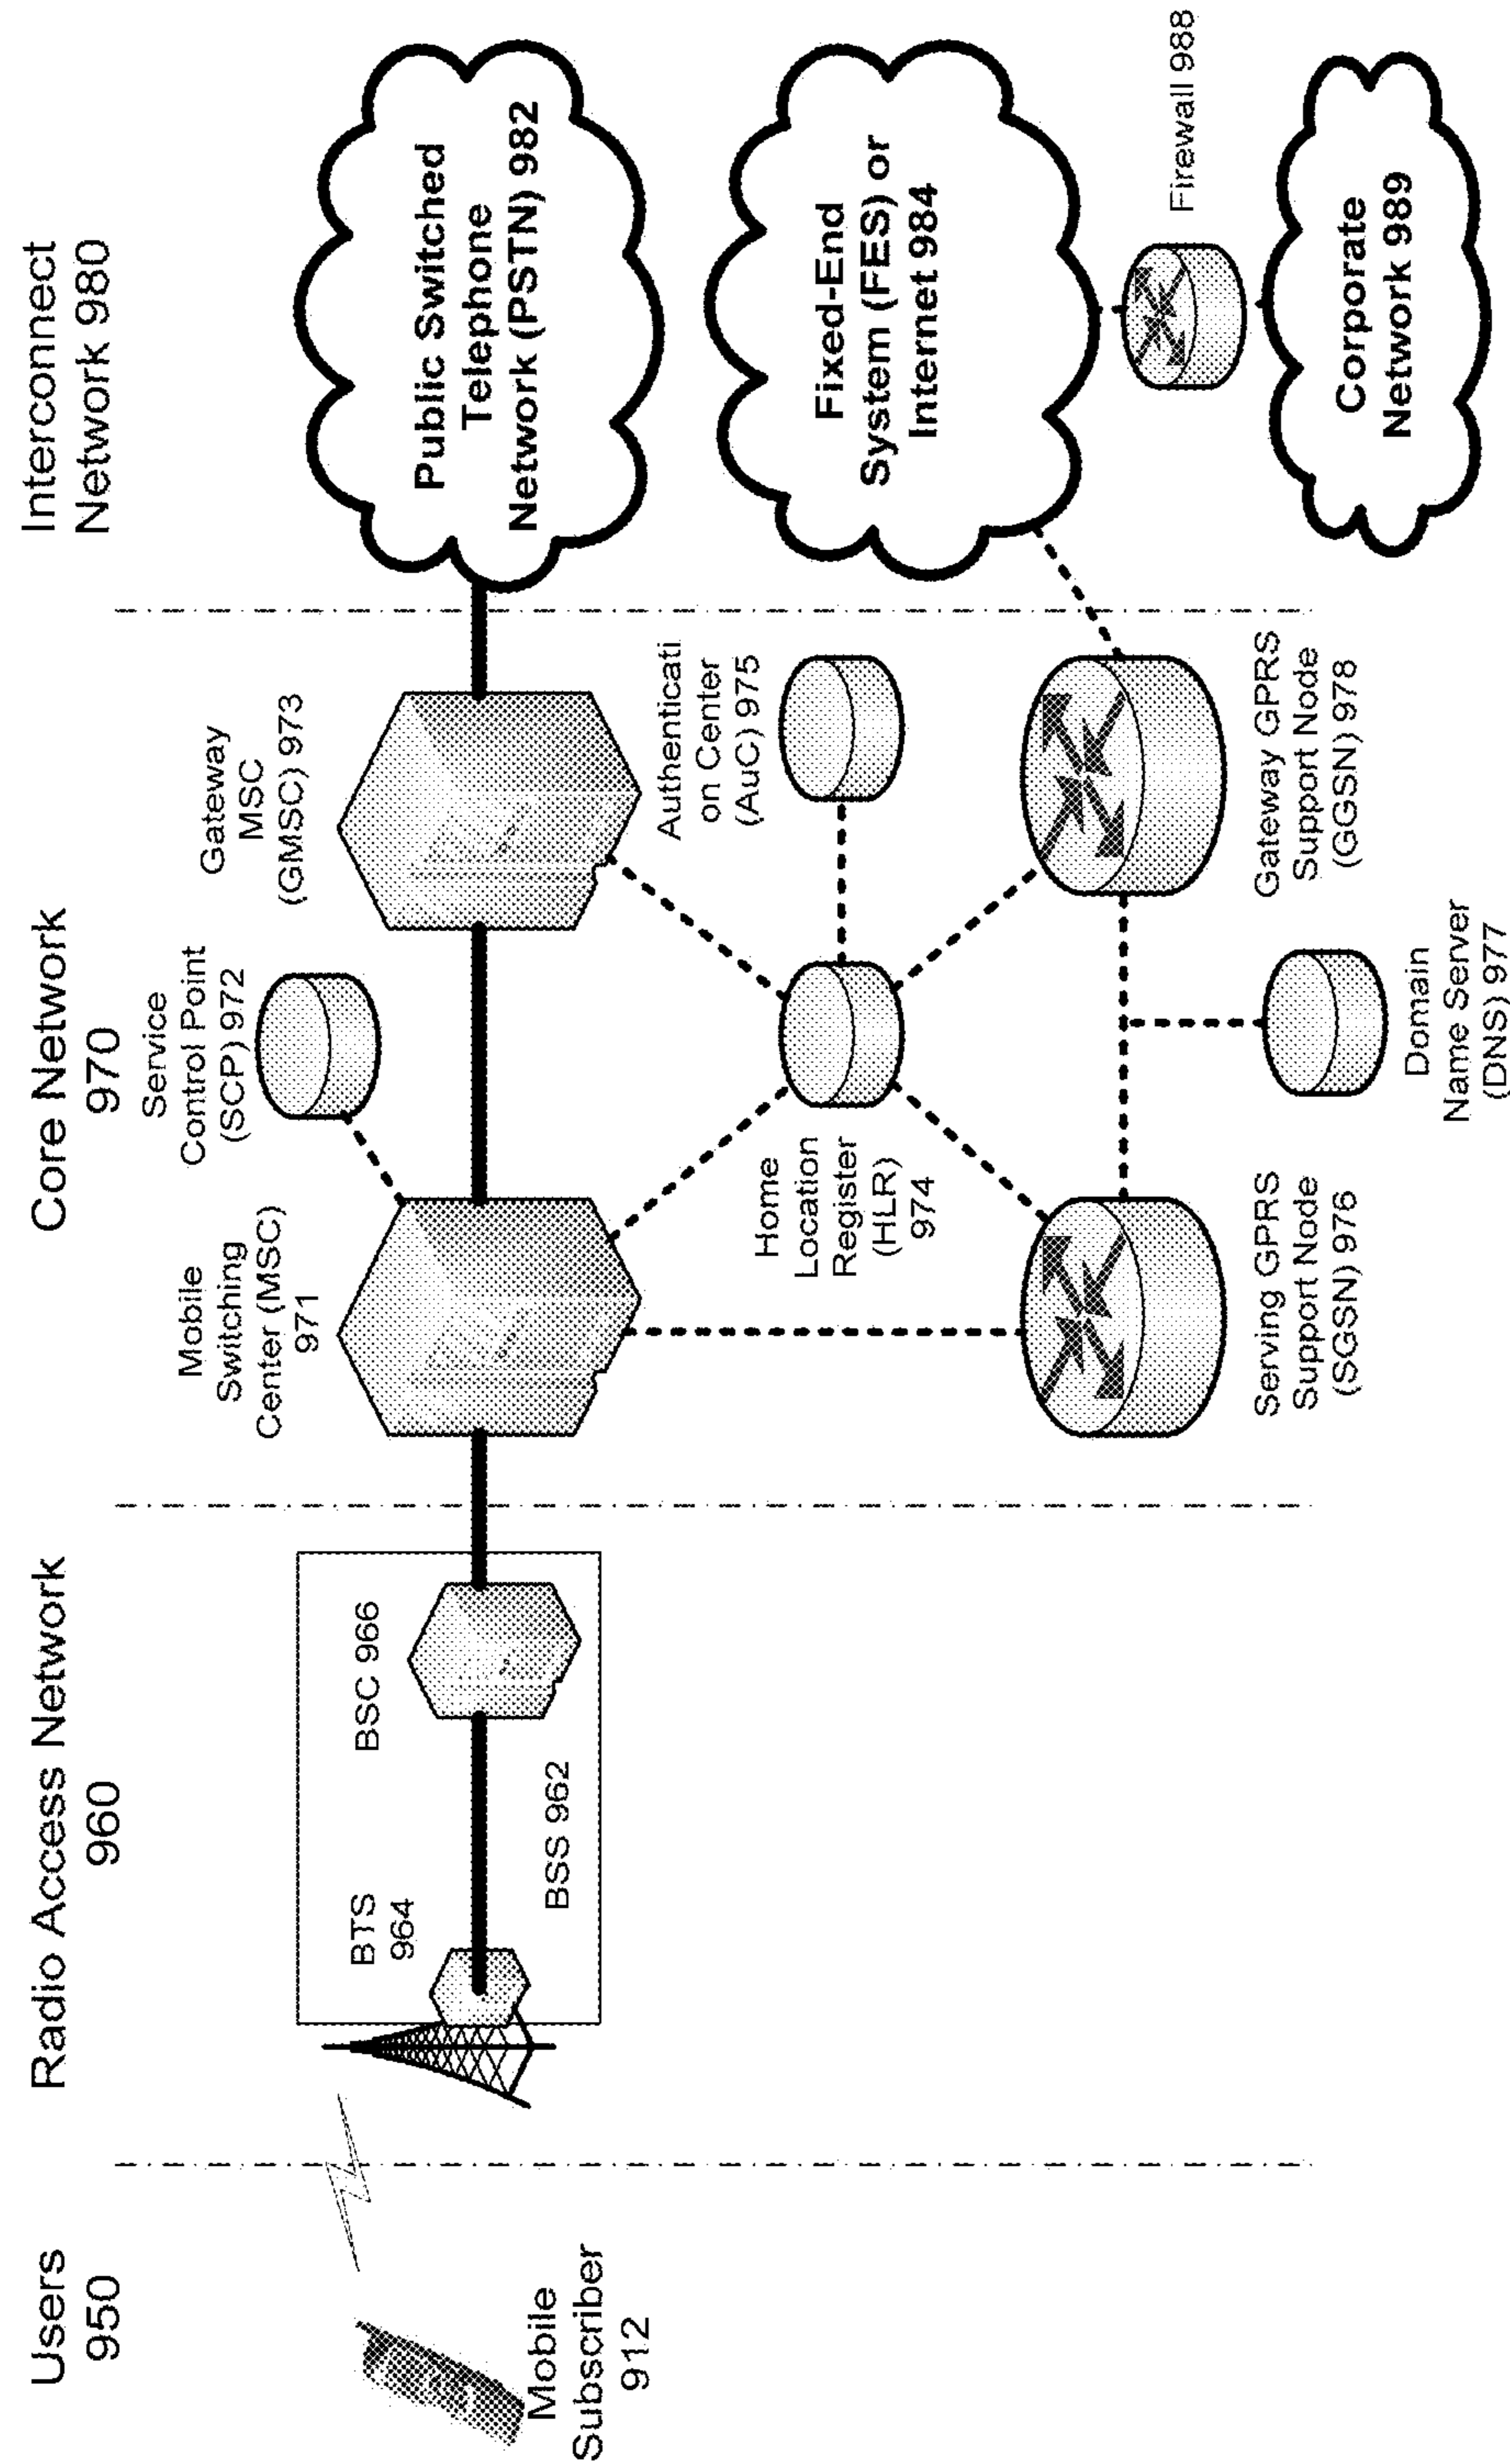 Users
950
Radio Access Network
960
Core Network
970
Interconnect
Network 980
Mobile
Subscriber
912
BTS
964
BSC 966
BSS 962
Mobile
Switching
Center (MSC)
971
Service
Control Point
(SCP) 972
Gateway
MSC
(GMSC) 973
Home
Location
Register
(HLR)
974
Authenticati
on Center
(AuC) 975
Serving GPRS
Support Node
(SGSN) 976
Domain
Name Server
(DNS) 977
Gateway GPRS
Support Node
(GGSN) 978
Public Switched
Telephone
Network (PSTN) 982
Fixed-End
System (FES) or
Internet 984
Firewall 988
Corporate
Network 989